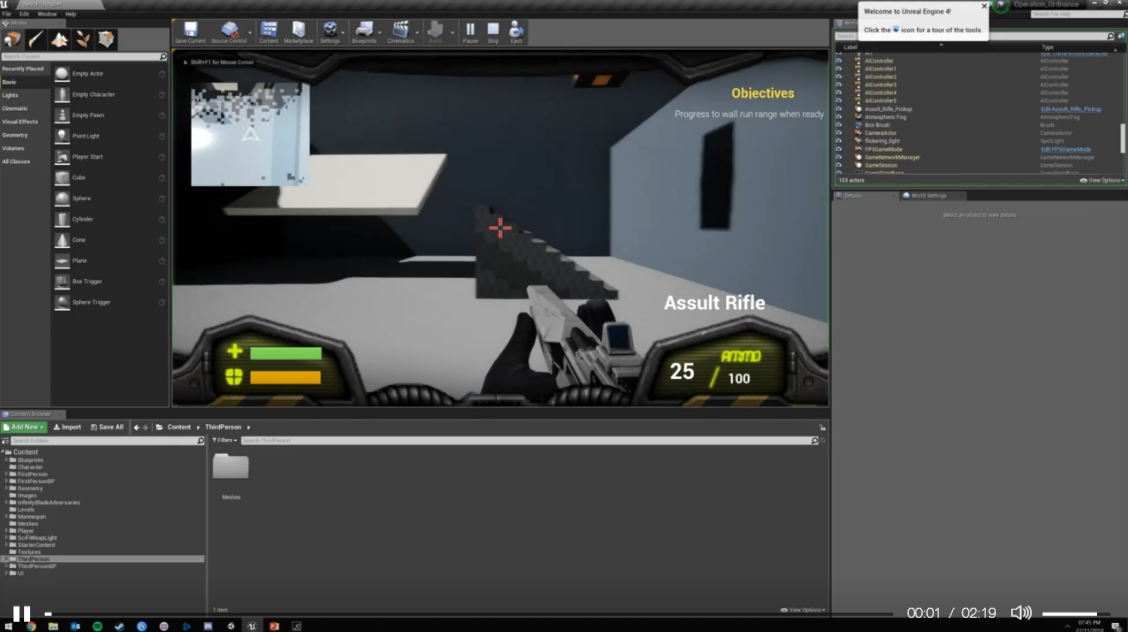 File Edit Window Help
Operation_Ordnance
Welcome to Unreal Engine 4!
Click the icon for a tour of the tools.
Search For Help
Modes
Save Current Source Control Content Marketplace Settings Blueprints Cinematics Build Pause Stop Eject
Recently Placed
Basic
Lights
Cinematic
Visual Effects
Geometry
Volumes
All Classes
Empty Actor
Empty Character
Empty Pawn
Point Light
Player Start
Cube
Sphere
Cylinder
Cone
Plane
Box Trigger
Sphere Trigger
Shift+F1 for Mouse Cursor
Objectives
Progress to wall run range when ready
Assult Rifle
AMMO
25 / 100
Label Type
AIController AIController
AIController1 AIController
AIController2 AIController
AIController3 AIController
AIController4 AIController
AIController5 AIController
Assault_Rifle_Pickup Edit Assult_Rifle_Pickup
Atmospheric Fog AtmosphericFog
Box Brush Brush
CameraActor CameraActor
flickering_light SpotLight
FPSGameMode Edit FPSGameMode
GameNetworkManager GameNetworkManager
GameSession GameSession
103 actors View Options
Details World Settings
Select an object to view details.
Content Browser
Add New Import Save All Content ThirdPerson
Search Folders Filters Search ThirdPerson
Content
Blueprints
Character
FirstPerson
FirstPersonBP
Geometry
Images
InfinityBladeAdversaries
Levels
Mannequin
Meshes
Player
SciFiWeapLight
StarterContent
Textures
ThirdPerson
ThirdPersonBP
UI
Meshes
1 item View Options
00:01 / 02:19
07:45 PM